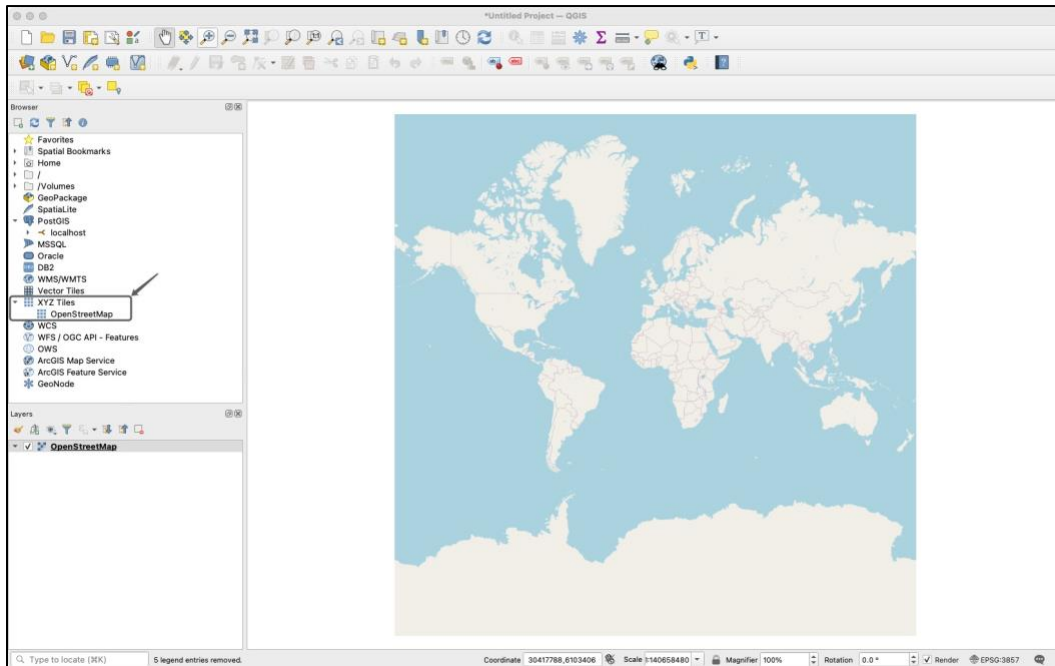 *Untitled Project — QGIS
Browser
Favorites
Spatial Bookmarks
Home
/
/Volumes
GeoPackage
SpatiaLite
PostGIS
localhost
MSSQL
Oracle
DB2
WMS/WMTS
Vector Tiles
XYZ Tiles
OpenStreetMap
WCS
WFS / OGC API - Features
OWS
ArcGIS Map Service
ArcGIS Feature Service
GeoNode
Layers
OpenStreetMap
Type to locate (⌘K) 5 legend entries removed. Coordinate 30417788,6103406 Scale 1:140658480 Magnifier 100% Rotation 0.0 ° Render EPSG:3857